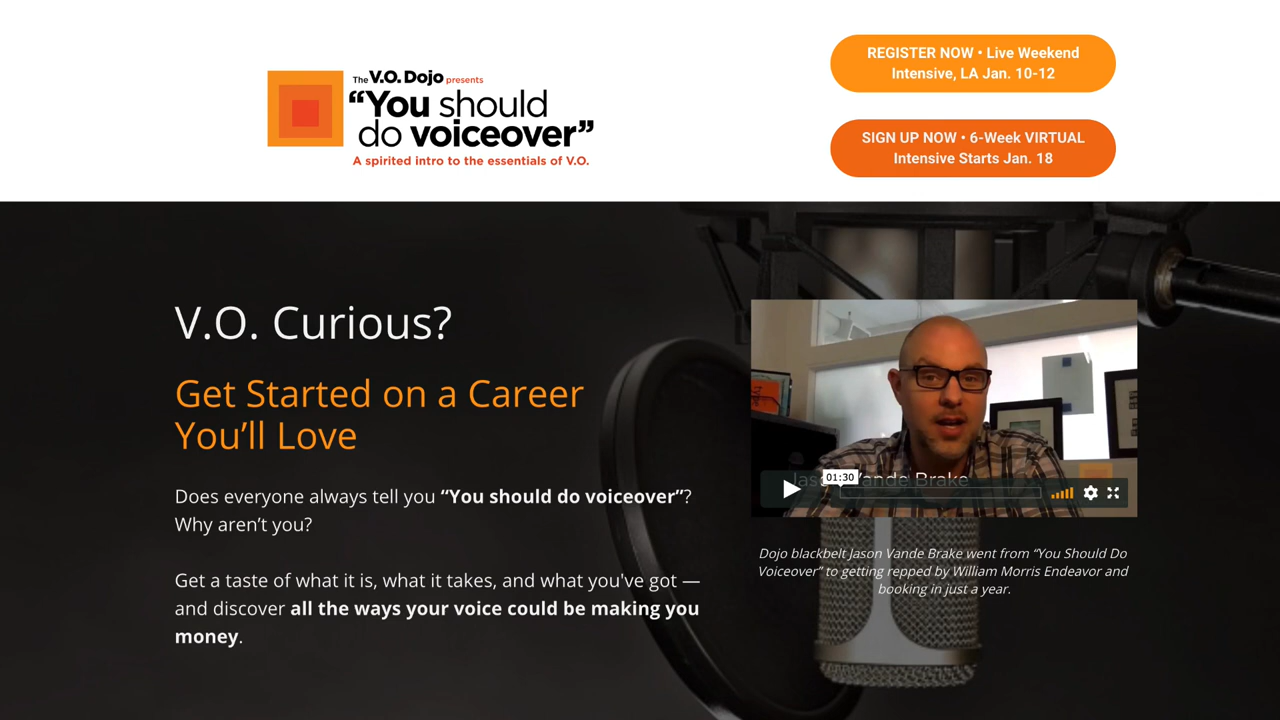 The V.O. Dojo presents
“You should
do voiceover”
A spirited intro to the essentials of V.O.
REGISTER NOW • Live Weekend
Intensive, LA Jan. 10-12
SIGN UP NOW • 6-Week VIRTUAL
Intensive Starts Jan. 18
V.O. Curious?
Get Started on a Career
You’ll Love
Does everyone always tell you “You should do voiceover”?
Why aren’t you?
Get a taste of what it is, what it takes, and what you've got —
and discover all the ways your voice could be making you
money.
01:30
Vande Brake
Dojo blackbelt Jason Vande Brake went from “You Should Do
Voiceover” to getting repped by William Morris Endeavor and
booking in just a year.